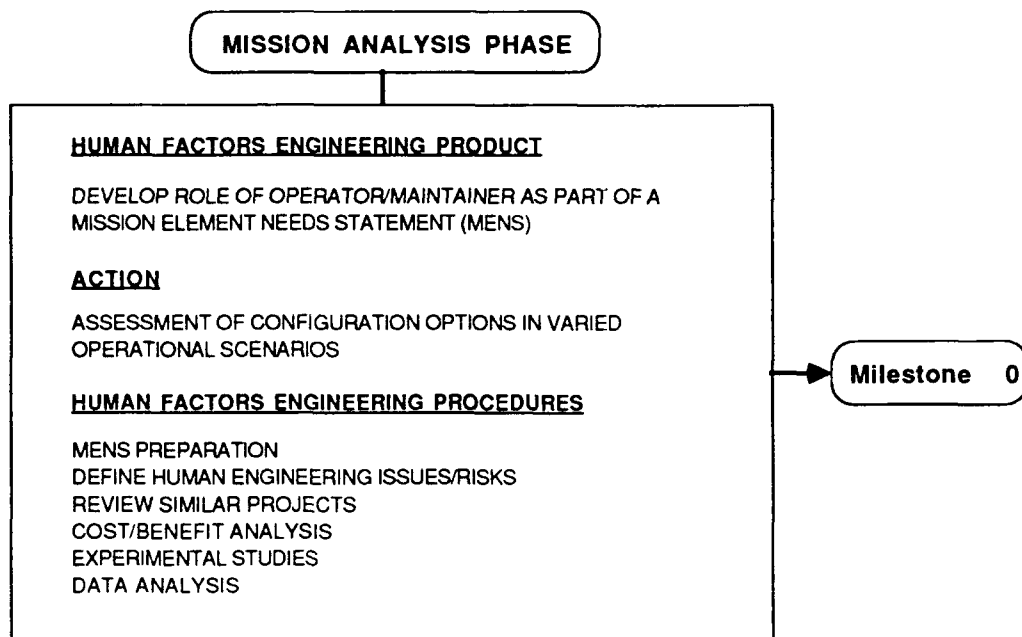 MISSION ANALYSIS PHASE
HUMAN FACTORS ENGINEERING PRODUCT
DEVELOP ROLE OF OPERATOR/MAINTAINER AS PART OF A
MISSION ELEMENT NEEDS STATEMENT (MENS)
ACTION
ASSESSMENT OF CONFIGURATION OPTIONS IN VARIED
OPERATIONAL SCENARIOS
Milestone 0
HUMAN FACTORS ENGINEERING PROCEDURES
MENS PREPARATION
DEFINE HUMAN ENGINEERING ISSUES/RISKS
REVIEW SIMILAR PROJECTS
COST/BENEFIT ANALYSIS
EXPERIMENTAL STUDIES
DATA ANALYSIS